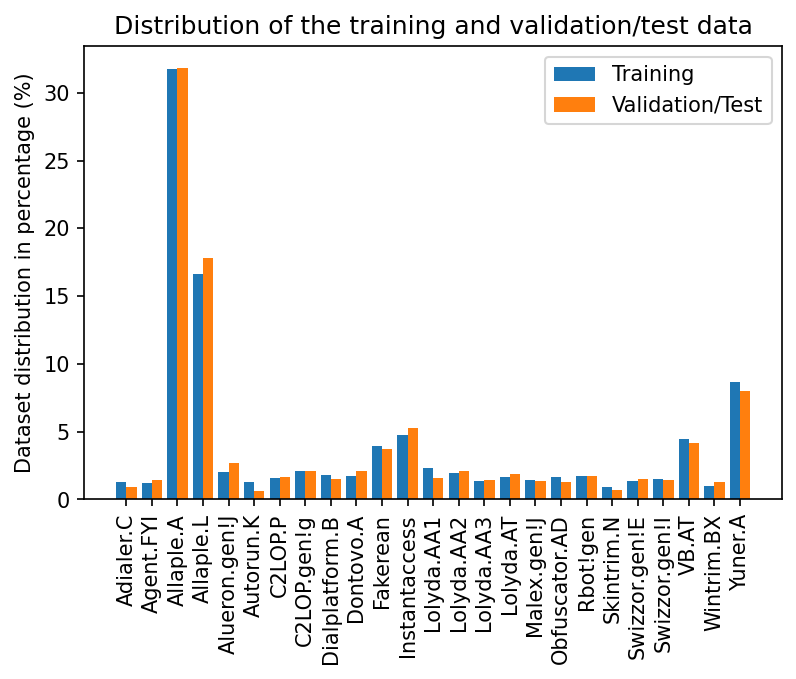 Distribution of the training and validation/test data
Dataset distribution in percentage (%)
30
25
20
15
10
5
0
Training
Validation/Test
Adialer.C
Agent.FYI
Allaple.A
Allaple.L
Alueron.gen!J
Autorun.K
C2LOP.P
C2LOP.gen!g
Dialplatform.B
Dontovo.A
Fakerean
Instantaccess
Lolyda.AA1
Lolyda.AA2
Lolyda.AA3
Lolyda.AT
Malex.gen!J
Obfuscator.AD
Rbot!gen
Skintrim.N
Swizzor.gen!E
Swizzor.gen!I
VB.AT
Wintrim.BX
Yuner.A